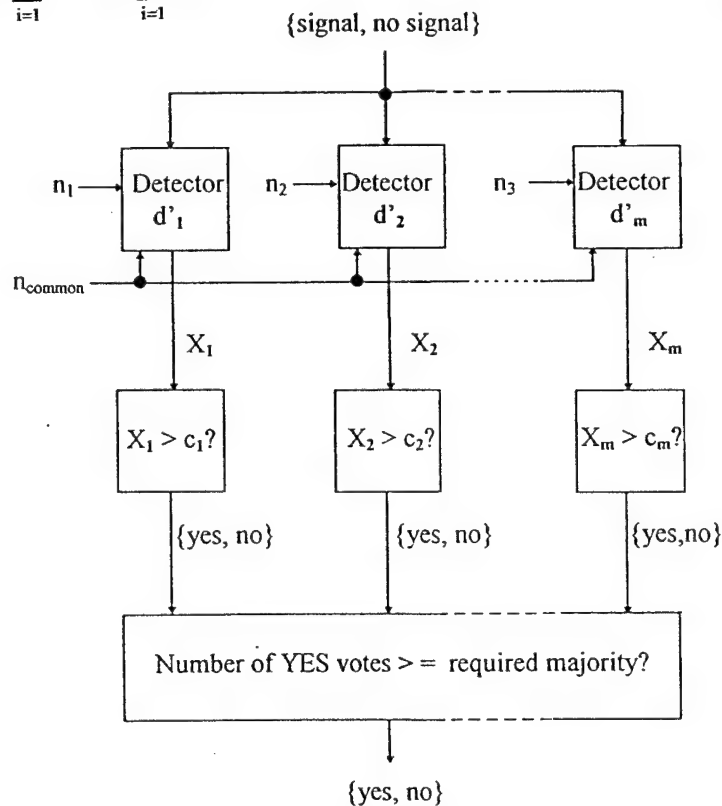 i=1 i=1
{signal, no signal}
n₁ Detector d'₁
n₂ Detector d'₂
n₃ Detector d'ₘ
n_common
X₁ X₂ Xₘ
X₁ > c₁? X₂ > c₂? Xₘ > cₘ?
{yes, no} {yes, no} {yes,no}
Number of YES votes > = required majority?
{yes, no}